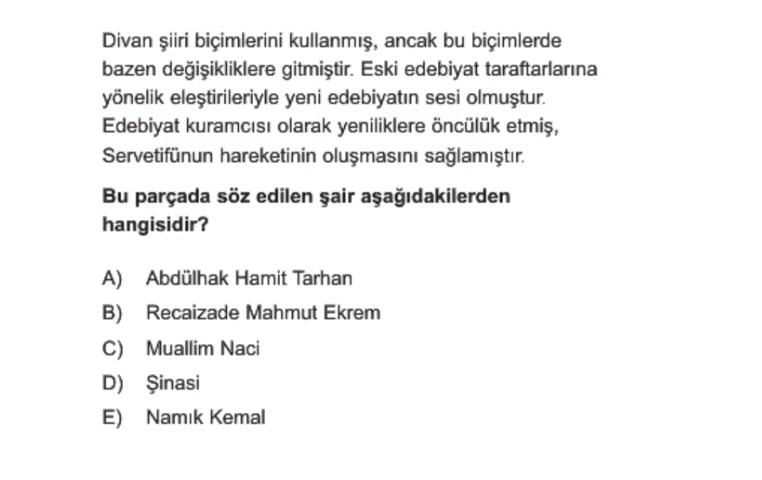 Divan şiiri biçimlerini kullanmış, ancak bu biçimlerde
bazen değişikliklere gitmiştir. Eski edebiyat taraftarlarına
yönelik eleştirileriyle yeni edebiyatın sesi olmuştur.
Edebiyat kuramcısı olarak yeniliklere öncülük etmiş,
Servetifünun hareketinin oluşmasını sağlamıştır.
Bu parçada söz edilen şair aşağıdakilerden
hangisidir?
A) Abdülhak Hamit Tarhan
B) Recaizade Mahmut Ekrem
C) Muallim Naci
D) Şinasi
E) Namık Kemal